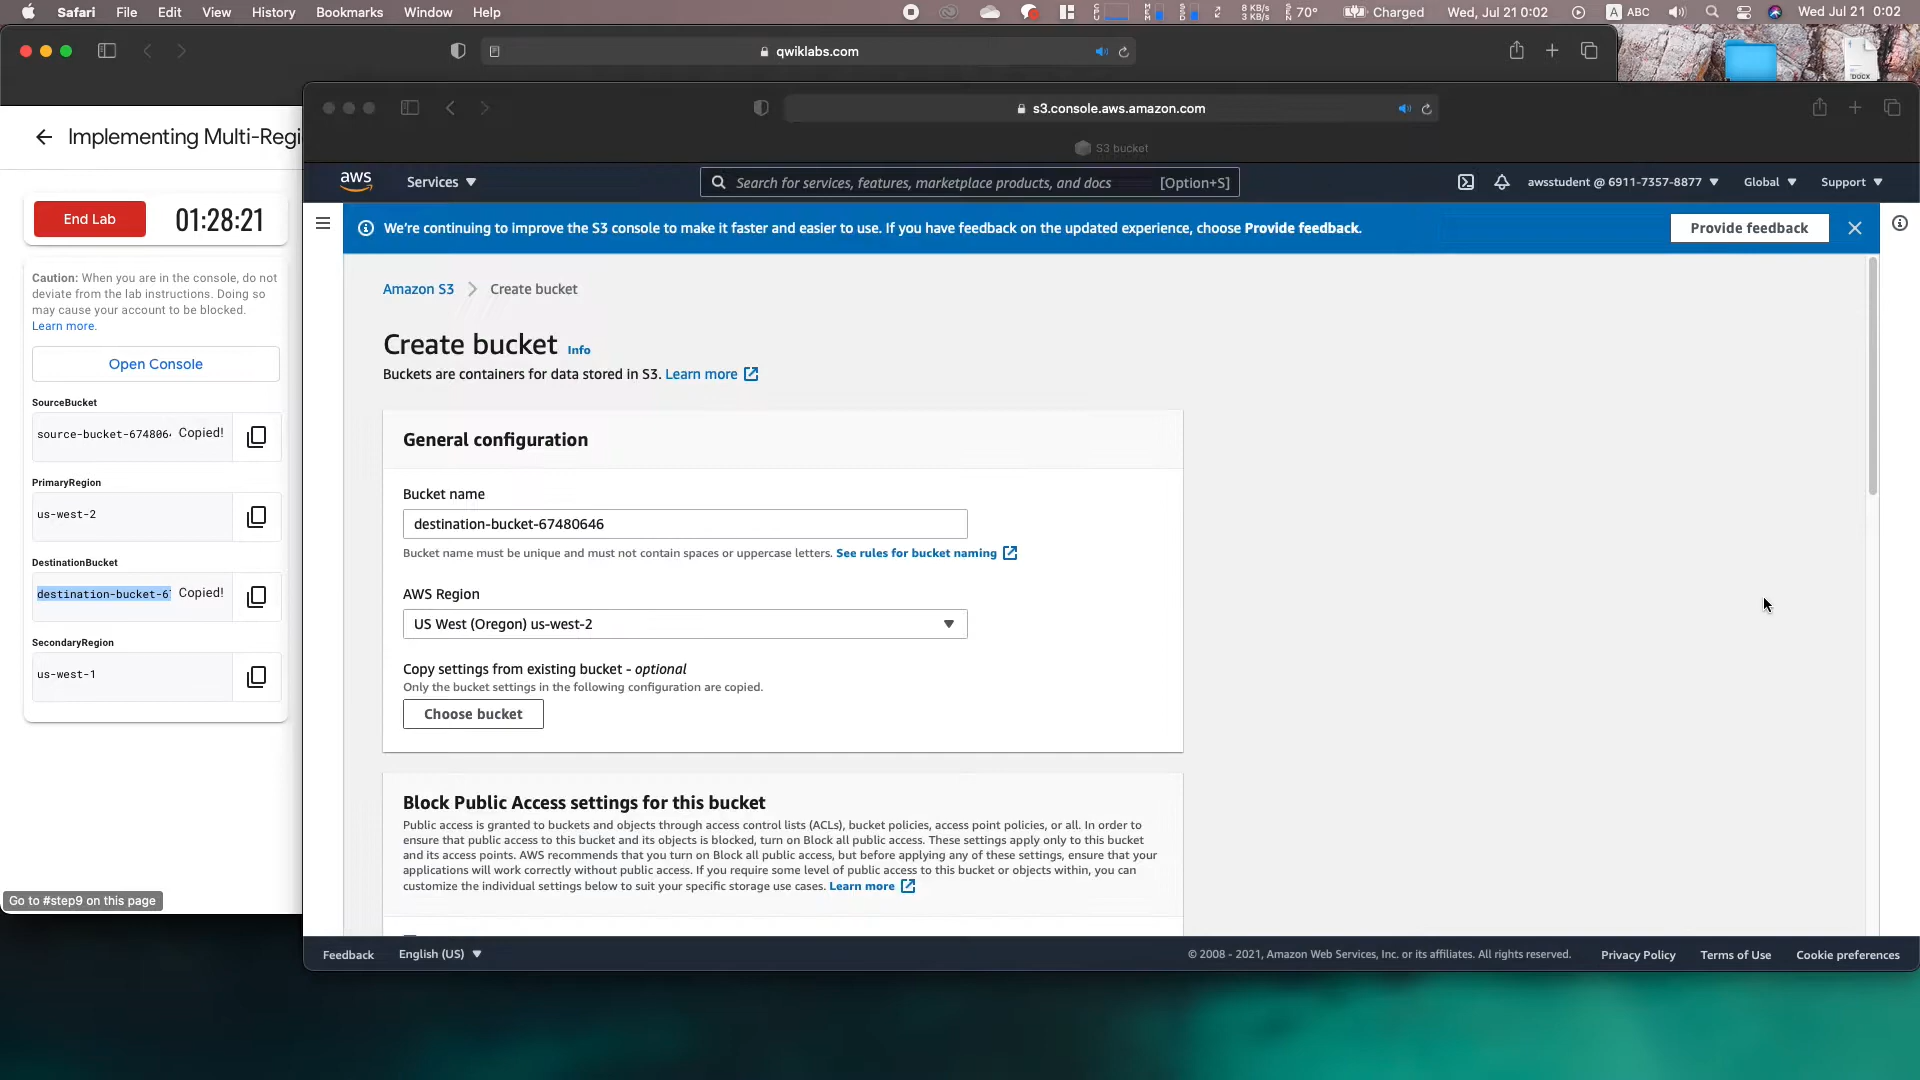 Safari File Edit View History Bookmarks Window Help
8 KB/s
3 KB/s
70°
Charged
Wed, Jul 21 0:02
A ABC
Wed Jul 21 0:02
qwiklabs.com
DOCX
s3.console.aws.amazon.com
S3 bucket
Implementing Multi-Regi
End Lab
01:28:21
Caution: When you are in the console, do not
deviate from the lab instructions. Doing so
may cause your account to be blocked.
Learn more.
Open Console
SourceBucket
source-bucket-674806 Copied!
PrimaryRegion
us-west-2
DestinationBucket
destination-bucket-6 Copied!
SecondaryRegion
us-west-1
Go to #step9 on this page
aws
Services
Search for services, features, marketplace products, and docs [Option+S]
awsstudent @ 6911-7357-8877
Global
Support
We're continuing to improve the S3 console to make it faster and easier to use. If you have feedback on the updated experience, choose Provide feedback.
Provide feedback
Amazon S3 > Create bucket
Create bucket Info
Buckets are containers for data stored in S3. Learn more
General configuration
Bucket name
destination-bucket-67480646
Bucket name must be unique and must not contain spaces or uppercase letters. See rules for bucket naming
AWS Region
US West (Oregon) us-west-2
Copy settings from existing bucket - optional
Only the bucket settings in the following configuration are copied.
Choose bucket
Block Public Access settings for this bucket
Public access is granted to buckets and objects through access control lists (ACLs), bucket policies, access point policies, or all. In order to
ensure that public access to this bucket and its objects is blocked, turn on Block all public access. These settings apply only to this bucket
and its access points. AWS recommends that you turn on Block all public access, but before applying any of these settings, ensure that your
applications will work correctly without public access. If you require some level of public access to this bucket or objects within, you can
customize the individual settings below to suit your specific storage use cases. Learn more
Feedback
English (US)
© 2008 - 2021, Amazon Web Services, Inc. or its affiliates. All rights reserved.
Privacy Policy
Terms of Use
Cookie preferences